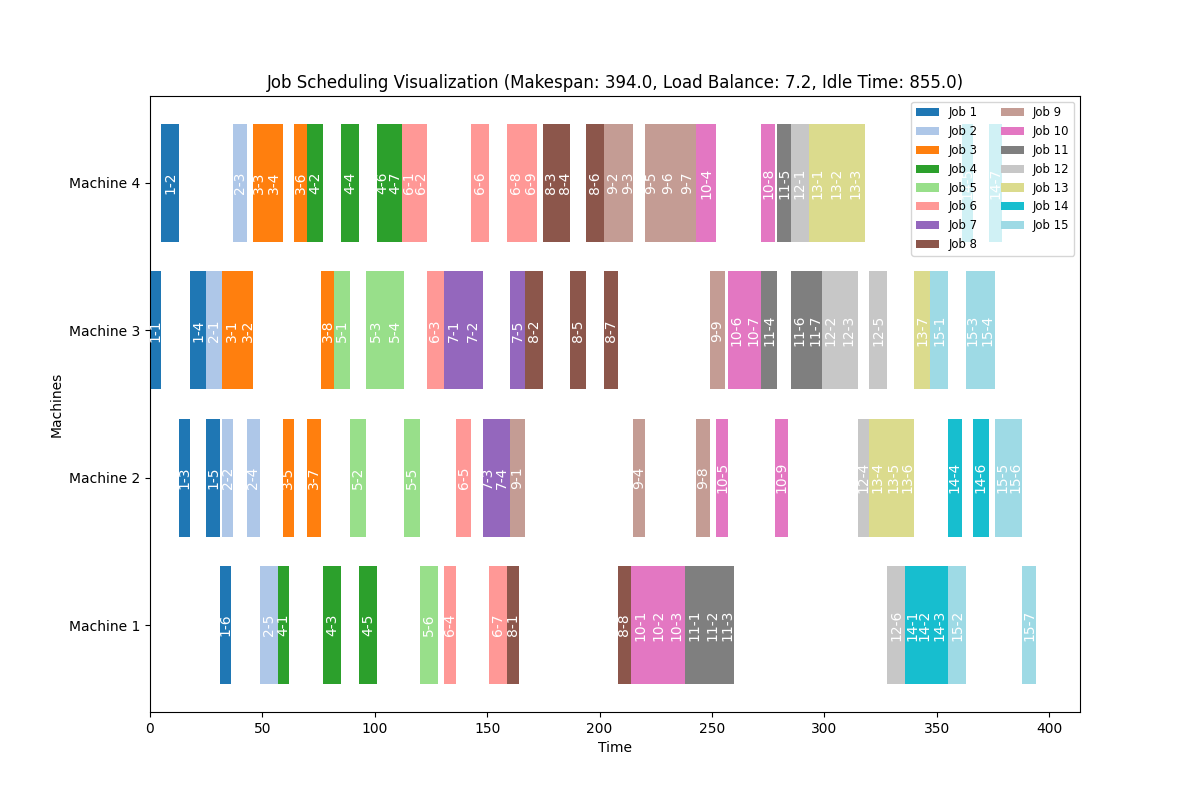 Job Scheduling Visualization (Makespan: 394.0, Load Balance: 7.2, Idle Time: 855.0)
Machines
Machine 4
1-2 2-3 3-3 3-4 3-6 4-2 4-4 4-6 4-7 6-1 6-2 6-6 6-8 6-9 8-3 8-4 8-6 9-2 9-3 9-5 9-6 9-7 10-4 10-8 11-5 12-1 13-1 13-2 13-3
Job 1
Job 2
Job 3
Job 4
Job 5
Job 6
Job 7
Job 8
Job 9
Job 10
Job 11
Job 12
Job 13
Job 14
Job 15
Machine 3
1-1 1-4 2-1 3-1 3-2 3-8 5-1 5-3 5-4 6-3 7-1 7-2 7-5 8-2 8-5 8-7 9-9 10-6 10-7 11-4 11-6 11-7 12-2 12-3 12-5 13-7 15-1 15-3 15-4
Machine 2
1-3 1-5 2-2 2-4 3-5 3-7 5-2 5-5 6-5 7-3 7-4 9-1 9-4 9-8 10-5 10-9 12-4 13-4 13-5 13-6 14-4 14-6 15-5 15-6
Machine 1
1-6 2-5 4-1 4-3 4-5 5-6 6-4 6-7 8-1 8-8 10-1 10-2 10-3 11-1 11-2 11-3 12-6 14-1 14-2 14-3 15-2 15-7
0 50 100 150 200 250 300 350 400
Time